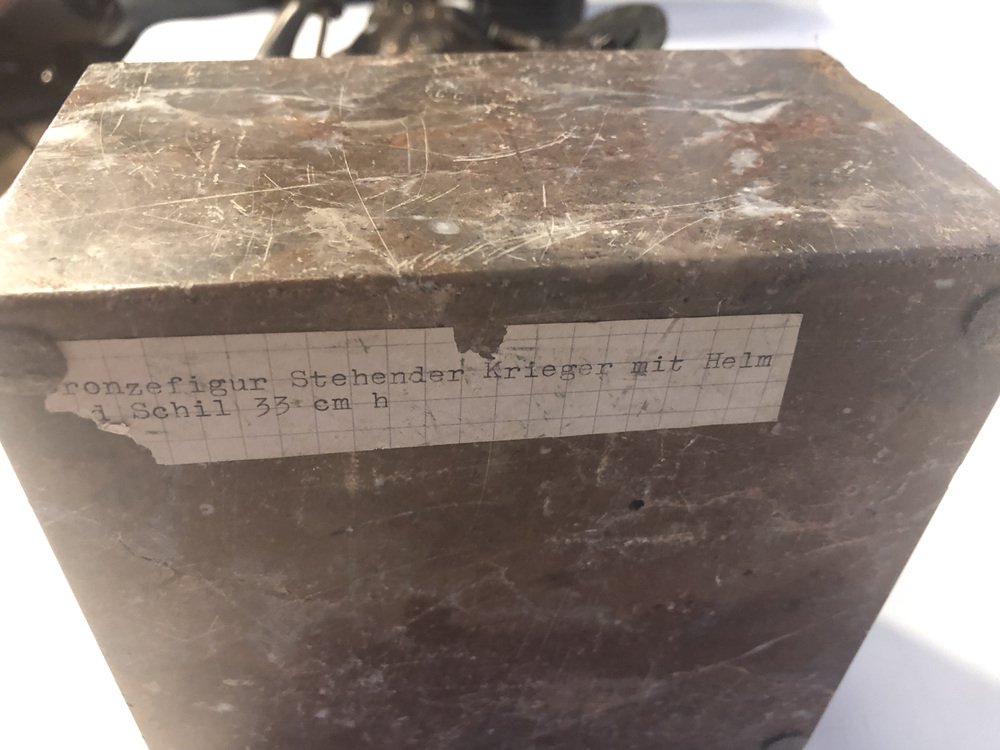 ronzefigur Stehender Krieger mit Helm
d Schil 33 cm h